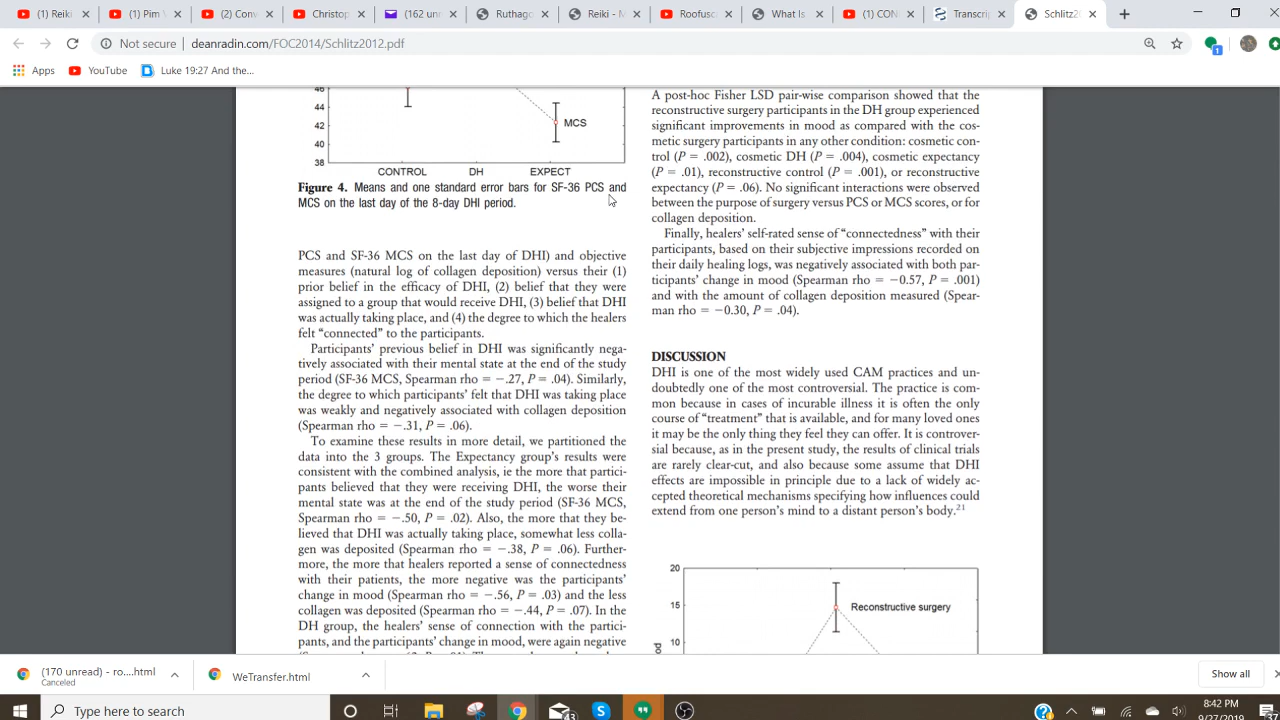 (1) Reiki
(1) Pim
(2) Conv
Christop
(162 un
Ruthago
Reiki -
Roofusc
What Is
(1) CON
Transcrip
Schlitz2
Not secure
deanradin.com/FOC2014/Schlitz2012.pdf
Apps
YouTube
Luke 19:27 And the...
46
44
42
40
38
MCS
CONTROL DH EXPECT
Figure 4. Means and one standard error bars for SF-36 PCS and
MCS on the last day of the 8-day DHI period.
PCS and SF-36 MCS on the last day of DHI) and objective
measures (natural log of collagen deposition) versus their (1)
prior belief in the efficacy of DHI, (2) belief that they were
assigned to a group that would receive DHI, (3) belief that DHI
was actually taking place, and (4) the degree to which the healers
felt “connected” to the participants.
Participants’ previous belief in DHI was significantly nega-
tively associated with their mental state at the end of the study
period (SF-36 MCS, Spearman rho = −.27, P = .04). Similarly,
the degree to which participants’ felt that DHI was taking place
was weakly and negatively associated with collagen deposition
(Spearman rho = −.31, P = .06).
To examine these results in more detail, we partitioned the
data into the 3 groups. The Expectancy group’s results were
consistent with the combined analysis, ie the more that partici-
pants believed that they were receiving DHI, the worse their
mental state was at the end of the study period (SF-36 MCS,
Spearman rho = −.50, P = .02). Also, the more that they be-
lieved that DHI was actually taking place, somewhat less colla-
gen was deposited (Spearman rho = −.38, P = .06). Further-
more, the more that healers reported a sense of connectedness
with their patients, the more negative was the participants’
change in mood (Spearman rho = −.56, P = .03) and the less
collagen was deposited (Spearman rho = −.44, P = .07). In the
DH group, the healers’ sense of connection with the partici-
pants, and the participants’ change in mood, were again negative
A post-hoc Fisher LSD pair-wise comparison showed that the
reconstructive surgery participants in the DH group experienced
significant improvements in mood as compared with the cos-
metic surgery participants in any other condition: cosmetic con-
trol (P = .002), cosmetic DH (P = .004), cosmetic expectancy
(P = .01), reconstructive control (P = .001), or reconstructive
expectancy (P = .06). No significant interactions were observed
between the purpose of surgery versus PCS or MCS scores, or for
collagen deposition.
Finally, healers’ self-rated sense of “connectedness” with their
participants, based on their subjective impressions recorded on
their daily healing logs, was negatively associated with both par-
ticipants’ change in mood (Spearman rho = −0.57, P = .001)
and with the amount of collagen deposition measured (Spear-
man rho = −0.30, P = .04).
DISCUSSION
DHI is one of the most widely used CAM practices and un-
doubtedly one of the most controversial. The practice is com-
mon because in cases of incurable illness it is often the only
course of “treatment” that is available, and for many loved ones
it may be the only thing they feel they can offer. It is controver-
sial because, as in the present study, the results of clinical trials
are rarely clear-cut, and also because some assume that DHI
effects are impossible in principle due to a lack of widely ac-
cepted theoretical mechanisms specifying how influences could
extend from one person’s mind to a distant person’s body.21
20
15
10
Reconstructive surgery
(170 unread) - ro....html
Canceled
WeTransfer.html
Show all
Type here to search
43
8:42 PM
9/27/2019